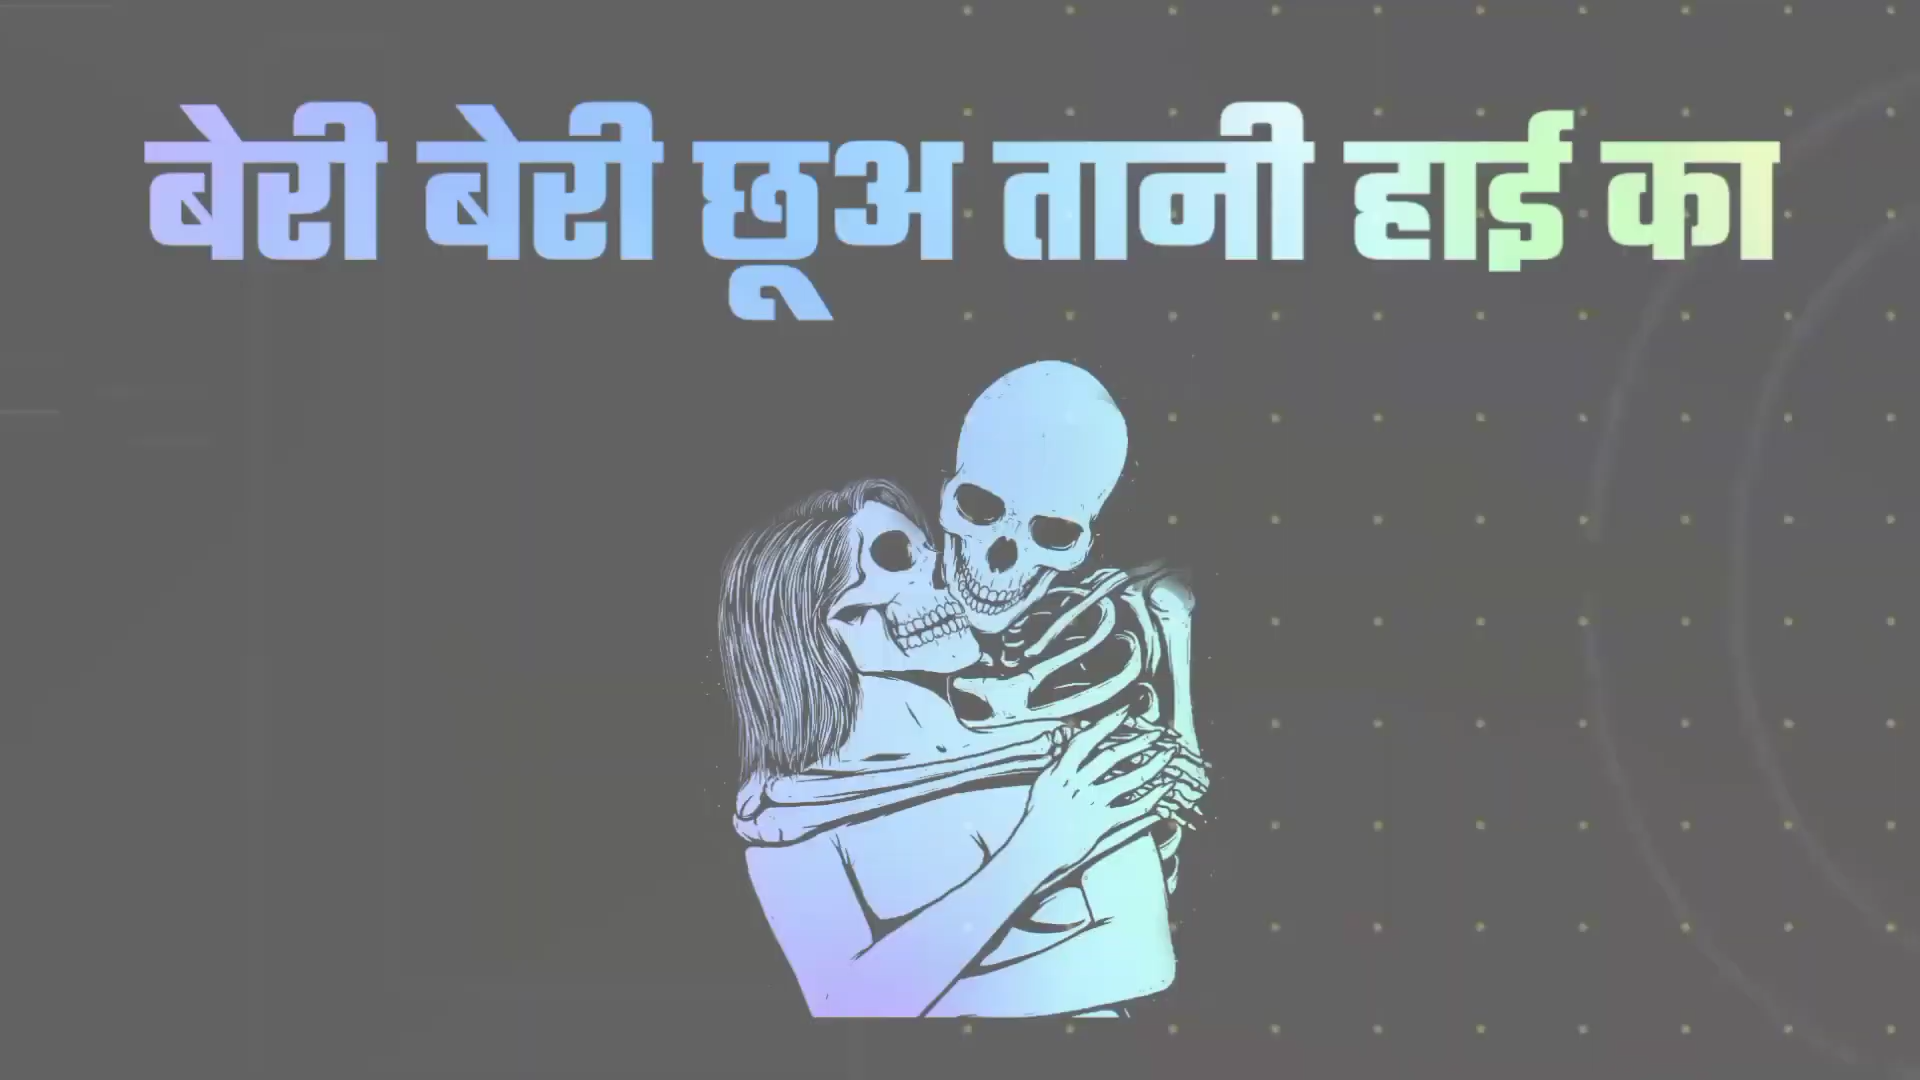 बेरी बेरी छूअ तानी हाई का